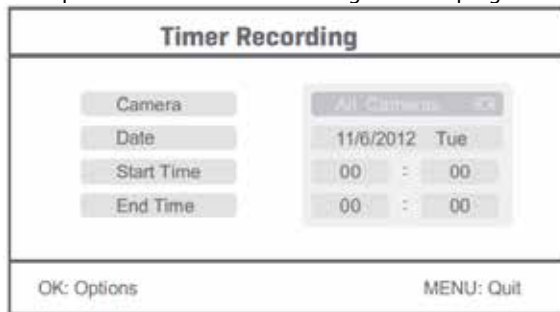 Timer Recording
Camera All Cameras
Date 11/6/2012 Tue
Start Time 00 : 00
End Time 00 : 00
OK: Options MENU: Quit